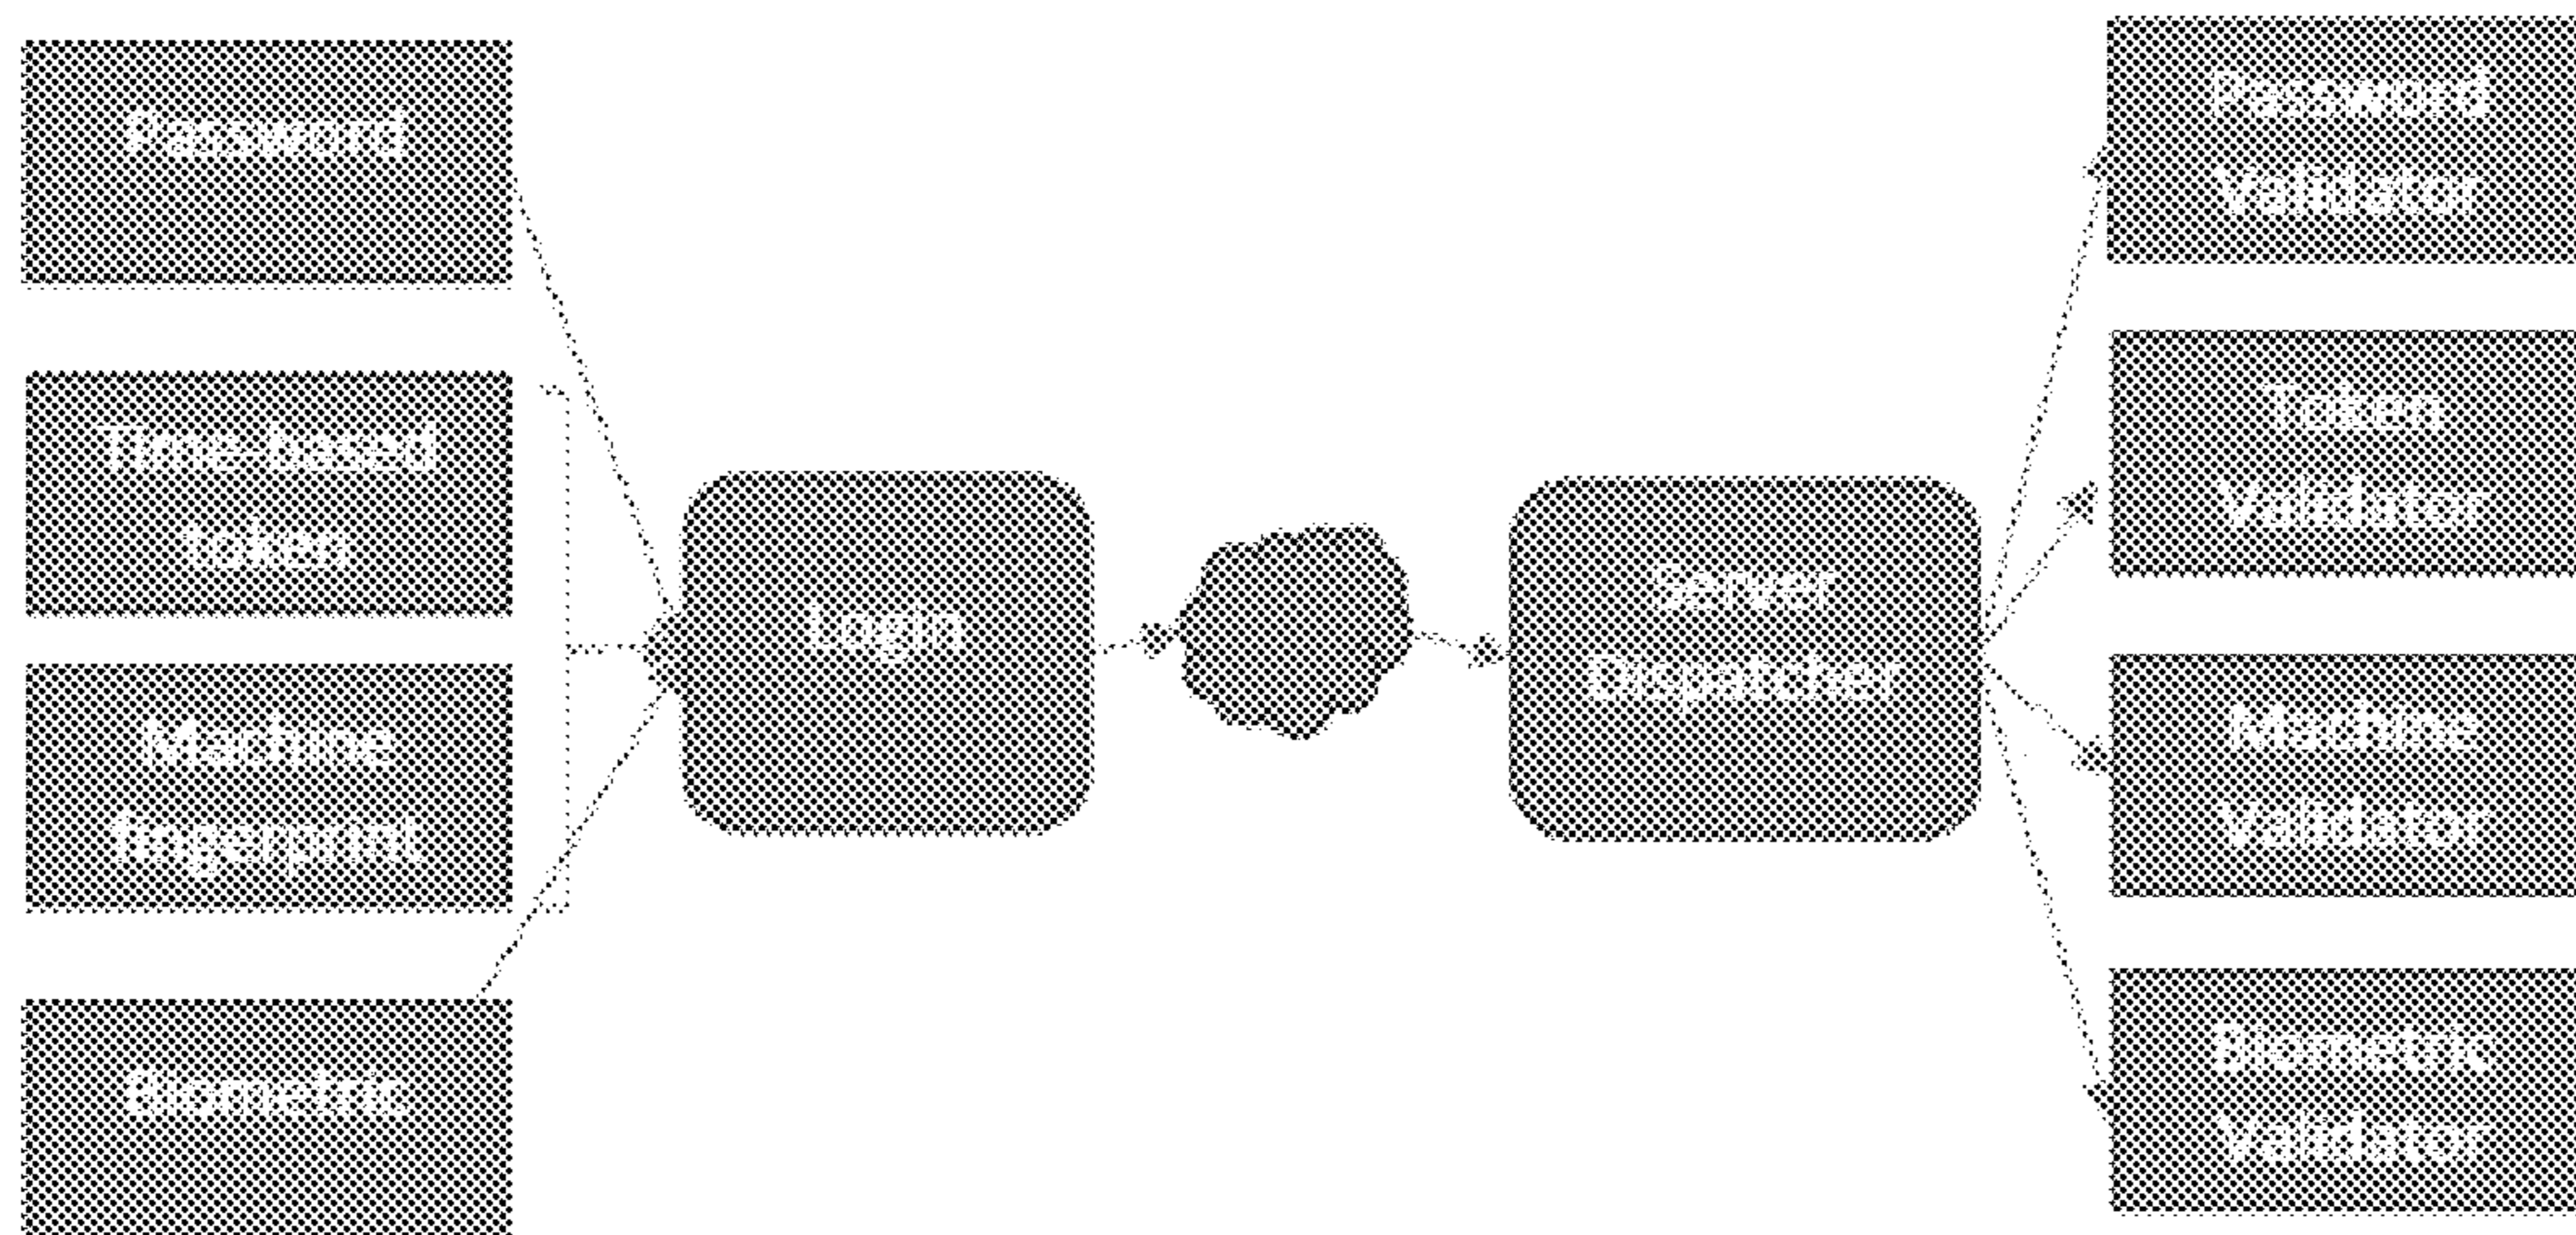 Password
Time-based
token
Machine
fingerprint
Biometric
Login
Server
Dispatcher
Password
Validator
Token
Validator
Machine
Validator
Biometric
Validator